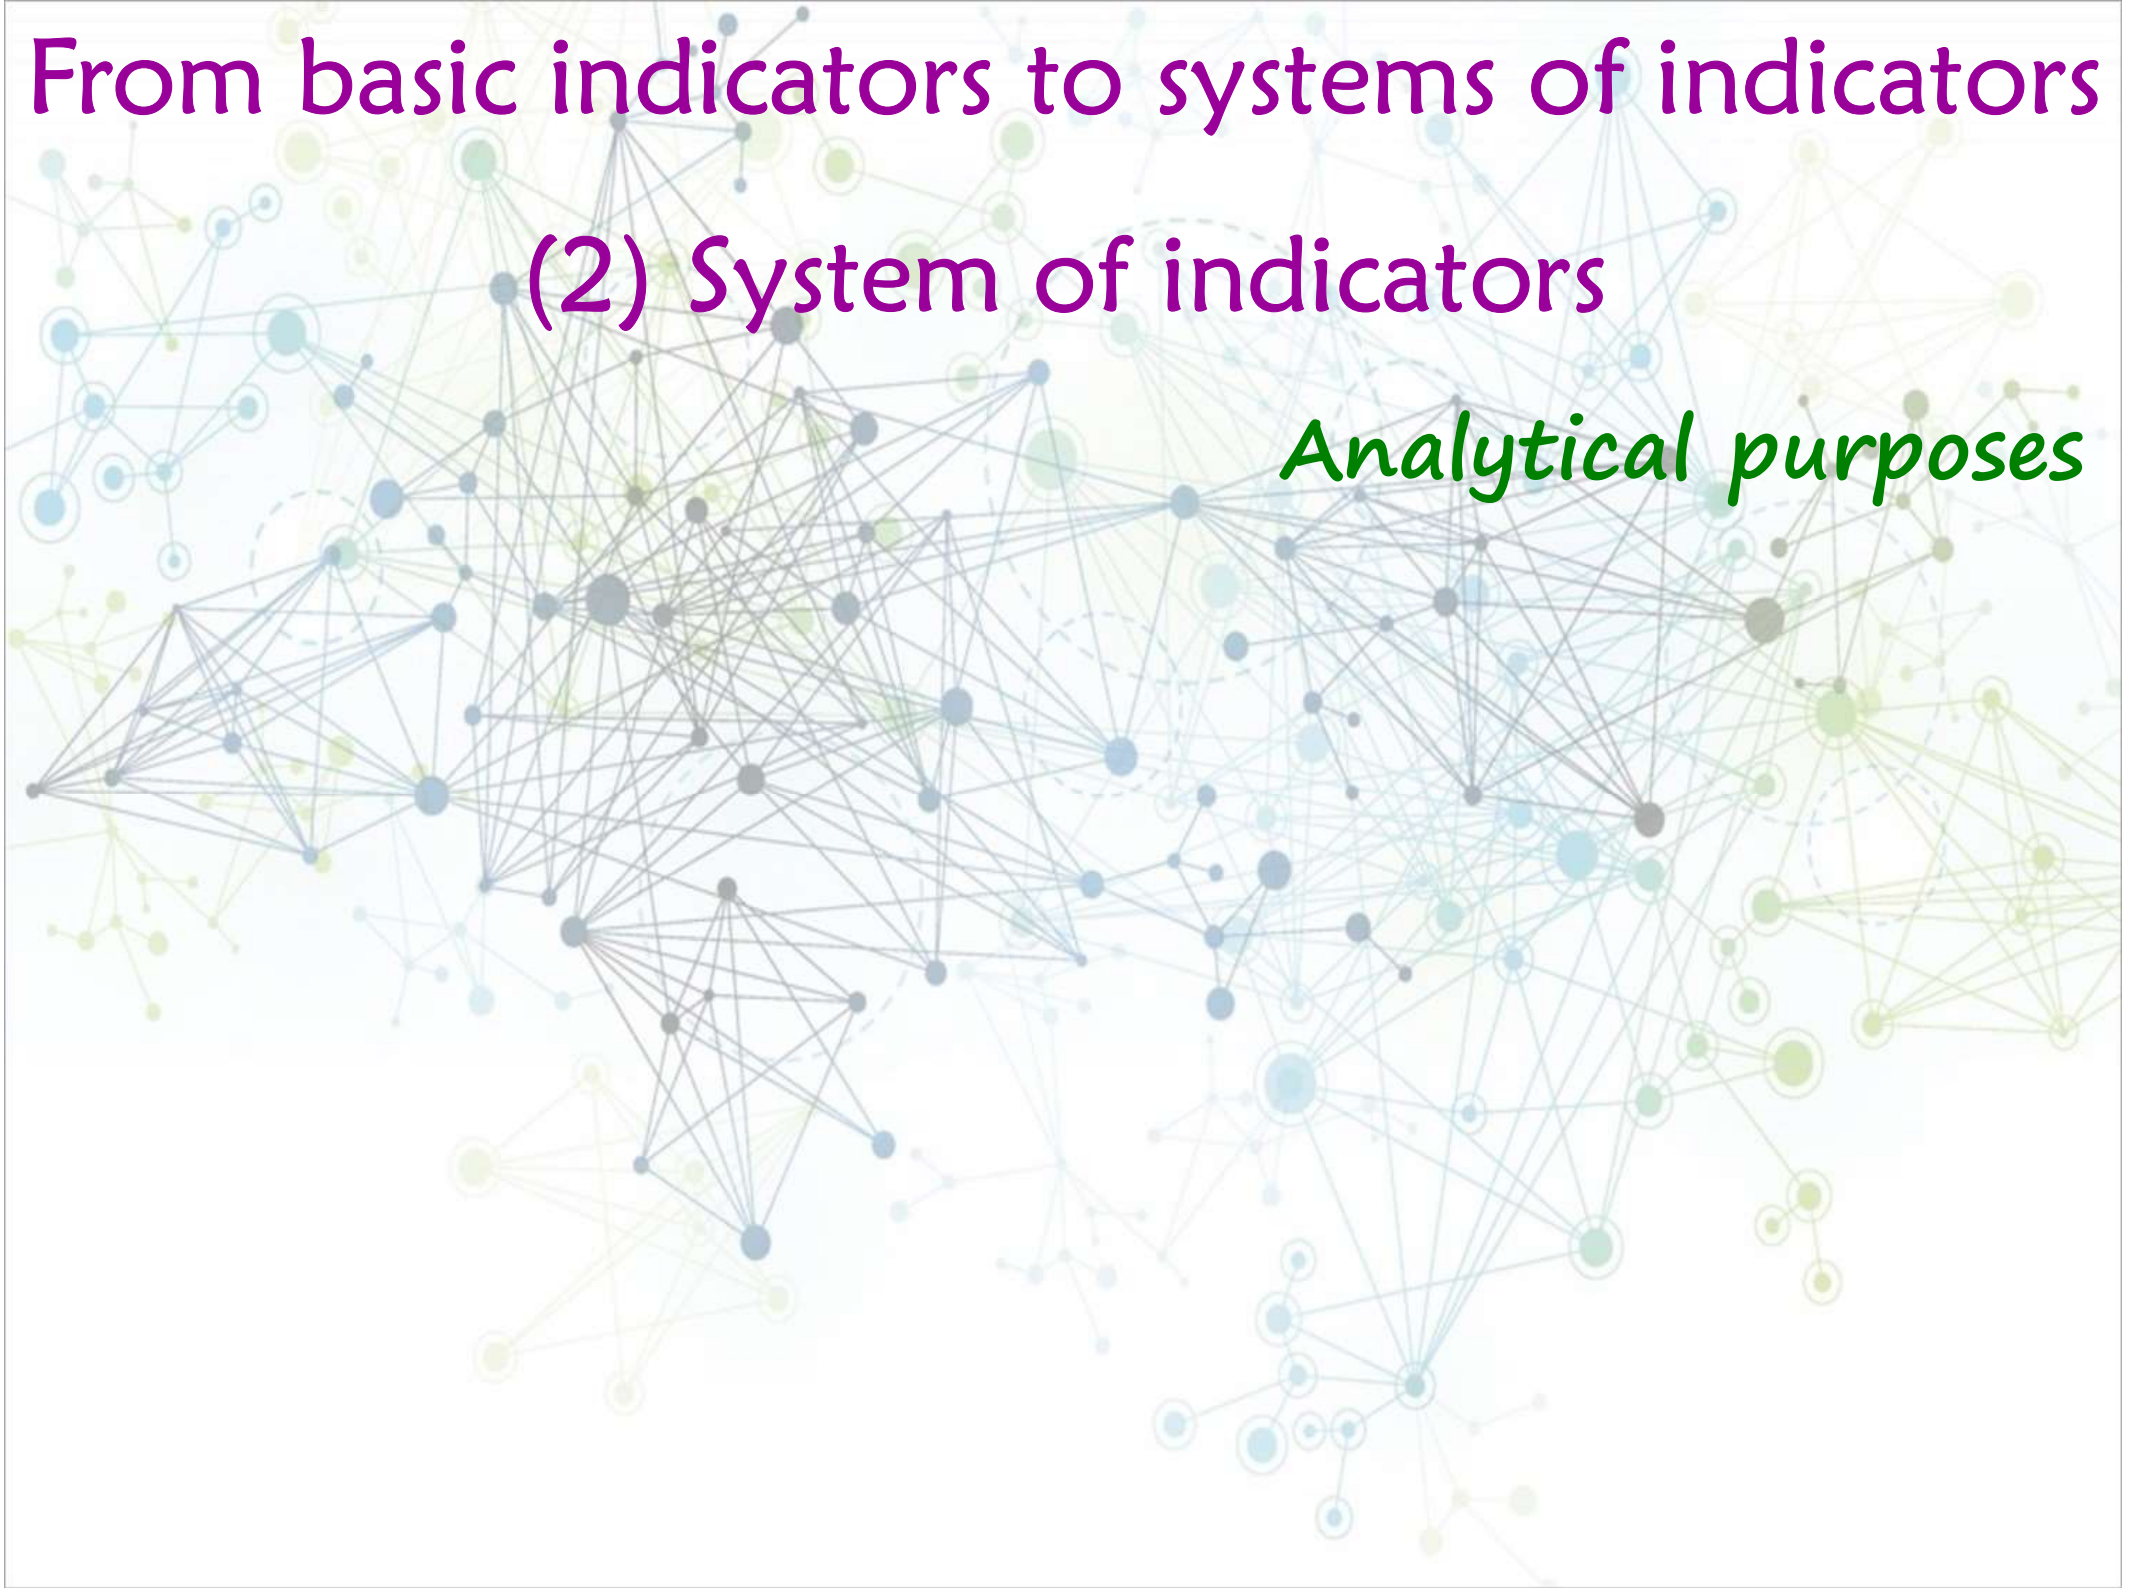 From basic indicators to systems of indicators
(2) System of indicators
Analytical purposes